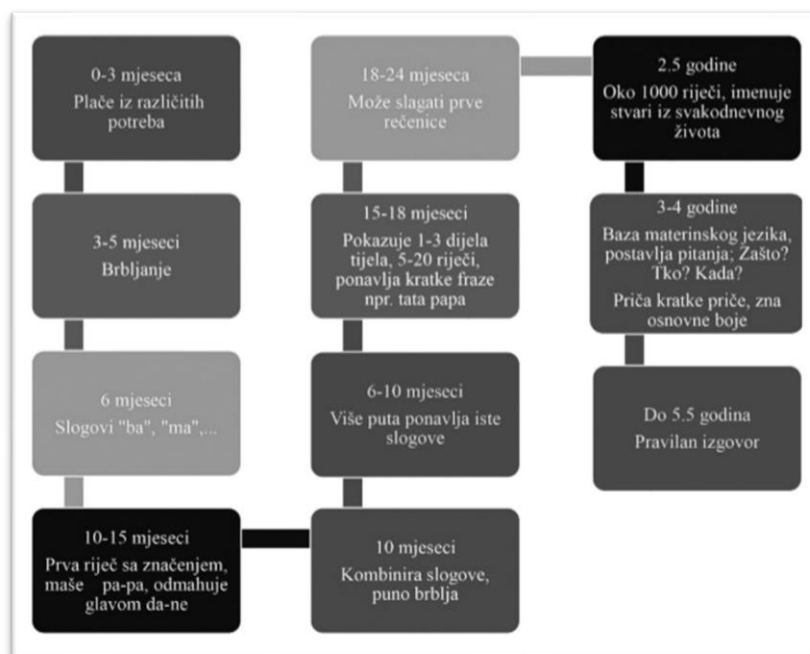 0-3 mjeseca
Plače iz različitih
potreba
3-5 mjeseci
Brbljanje
6 mjeseci
Slogovi "ba", "ma",...
10-15 mjeseci
Prva riječ sa značenjem,
maše pa-pa, odmahuje
glavom da-ne
10 mjeseci
Kombinira slogove,
puno brblja
6-10 mjeseci
Više puta ponavlja iste
slogove
15-18 mjeseci
Pokazuje 1-3 dijela
tijela, 5-20 riječi,
ponavlja kratke fraze
npr. tata papa
18-24 mjeseca
Može slagati prve
rečenice
2.5 godine
Oko 1000 riječi, imenuje
stvari iz svakodnevnog
života
3-4 godine
Baza materinskog jezika,
postavlja pitanja; Zašto?
Tko? Kada?
Priča kratke priče, zna
osnovne boje
Do 5.5 godina
Pravilan izgovor